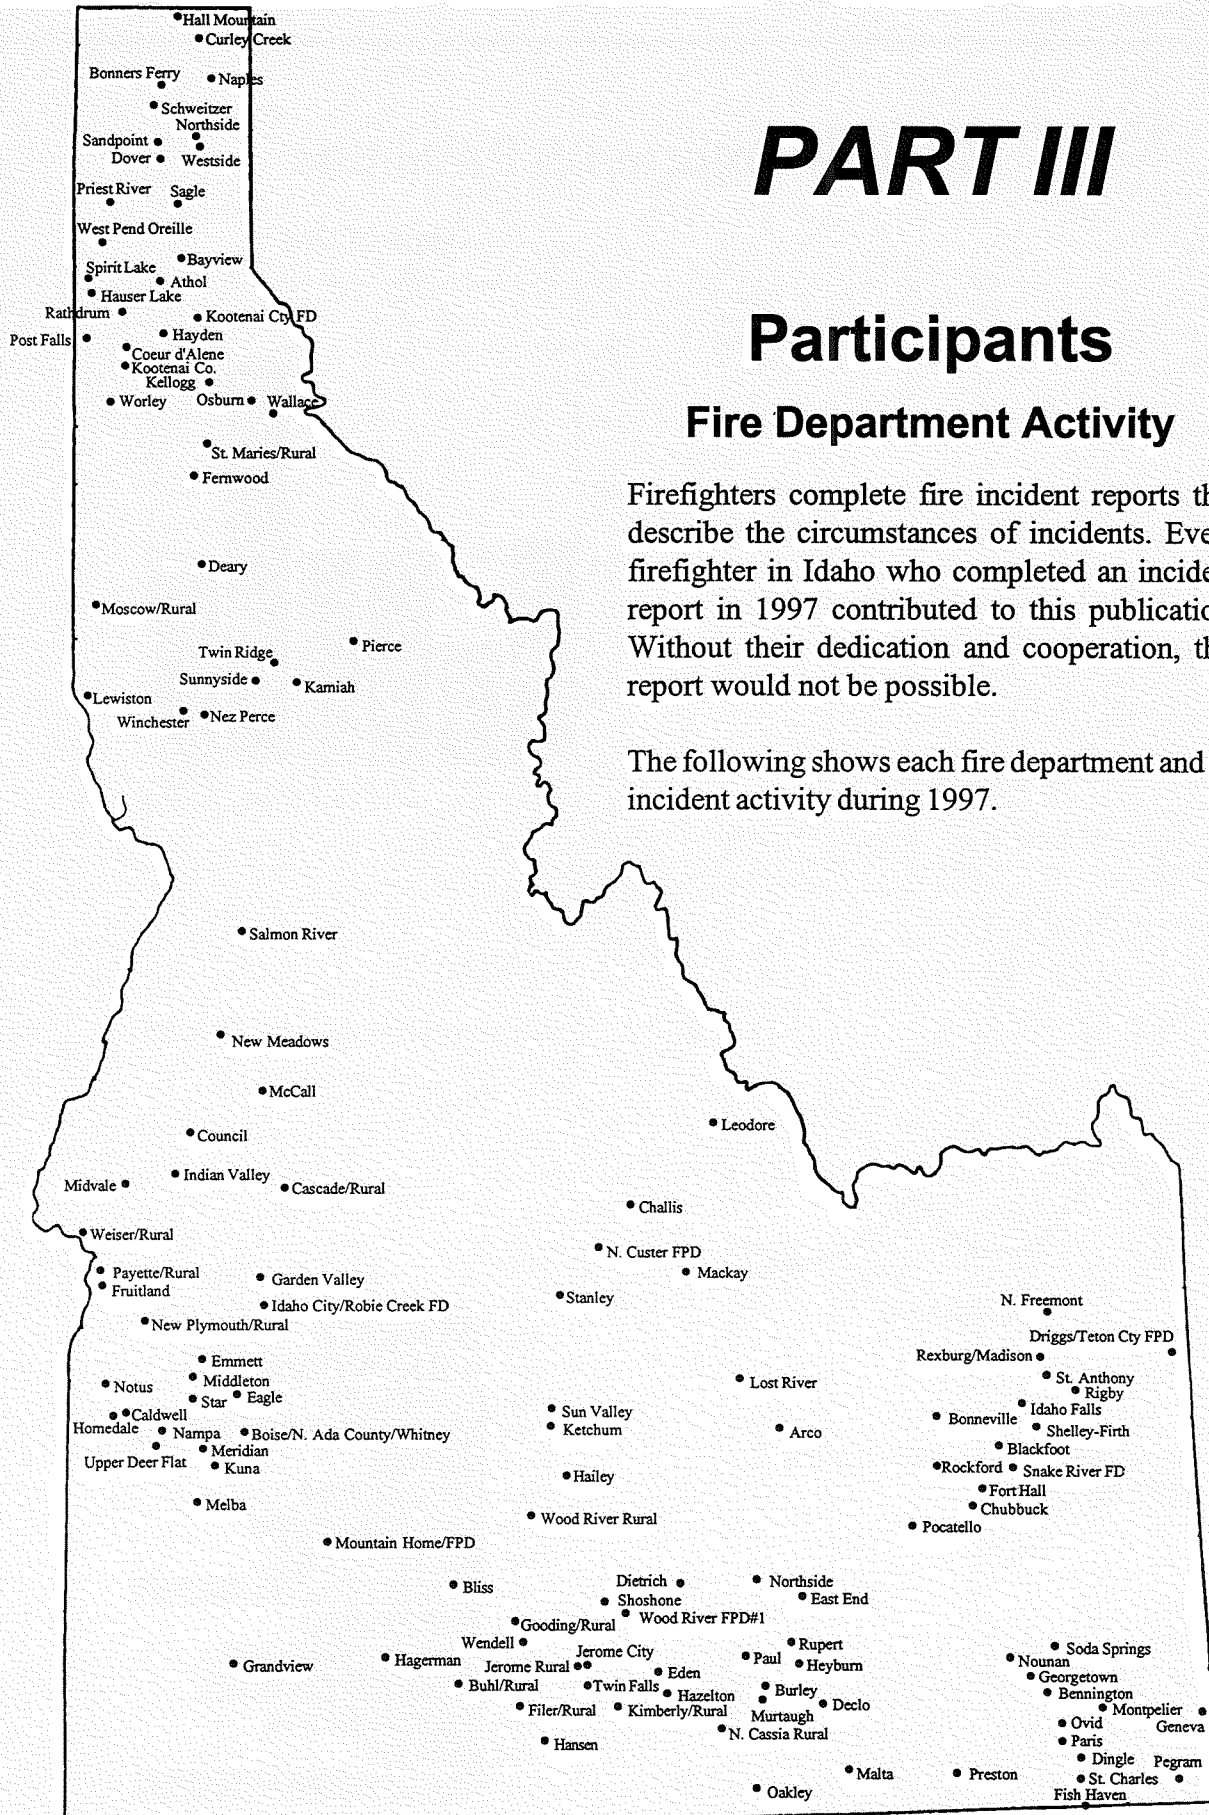 Hall Mountain
Curley Creek
Bonners Ferry
Naples
Schweitzer
Northside
Sandpoint
Dover
Westside
Priest River
Sagle
West Pend Oreille
Bayview
Spirit Lake
Athol
Hauser Lake
Rathdrum
Kootenai Cty FD
Post Falls
Hayden
Coeur d'Alene
Kootenai Co.
Kellogg
Worley
Osburn
Wallace
St. Maries/Rural
Fernwood
Deary
Moscow/Rural
Pierce
Twin Ridge
Sunnyside
Kamiah
Lewiston
Winchester
Nez Perce
PART III
Participants
Fire Department Activity
Firefighters complete fire incident reports th
describe the circumstances of incidents. Eve
firefighter in Idaho who completed an incide
report in 1997 contributed to this publicatio
Without their dedication and cooperation, th
report would not be possible.
The following shows each fire department and
incident activity during 1997.
Salmon River
New Meadows
McCall
Council
Leodore
Indian Valley
Midvale
Cascade/Rural
Challis
Weiser/Rural
N. Custer FPD
Payette/Rural
Mackay
Fruitland
Garden Valley
Stanley
Idaho City/Robie Creek FD
N. Freemont
New Plymouth/Rural
Driggs/Teton Cty FPD
Rexburg/Madison
Emmett
St. Anthony
Middleton
Lost River
Notus
Rigby
Star
Eagle
Idaho Falls
Caldwell
Sun Valley
Bonneville
Homedale
Nampa
Ketchum
Arco
Shelley-Firth
Boise/N. Ada County/Whitney
Blackfoot
Meridian
Upper Deer Flat
Kuna
Rockford
Snake River FD
Hailey
Fort Hall
Melba
Chubbuck
Wood River Rural
Pocatello
Mountain Home/FPD
Bliss
Dietrich
Northside
Shoshone
East End
Wood River FPD#1
Gooding/Rural
Wendell
Rupert
Soda Springs
Jerome City
Paul
Nounan
Grandview
Hagerman
Jerome Rural
Heyburn
Eden
Georgetown
Buhl/Rural
Twin Falls
Burley
Bennington
Hazelton
Filer/Rural
Kimberly/Rural
Murtaugh
Declo
Montpelier
Ovid
Geneva
N. Cassia Rural
Hansen
Paris
Dingle
Pegram
Malta
Preston
St. Charles
Oakley
Fish Haven